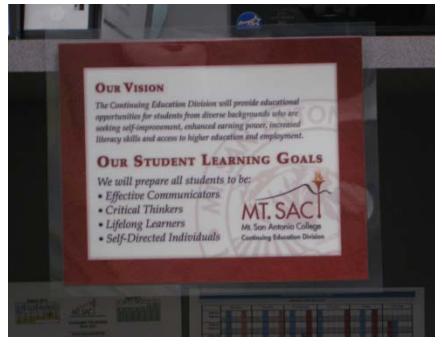 OUR VISION
The Continuing Education Division will provide educational
opportunities for students from diverse backgrounds who are
seeking self-improvement, enhanced earning power, increased
literacy skills and access to higher education and employment.
OUR STUDENT LEARNING GOALS
We will prepare all students to be:
• Effective Communicators
• Critical Thinkers
• Lifelong Learners
• Self-Directed Individuals
MT. SAC
Mt. San Antonio College
Continuing Education Division